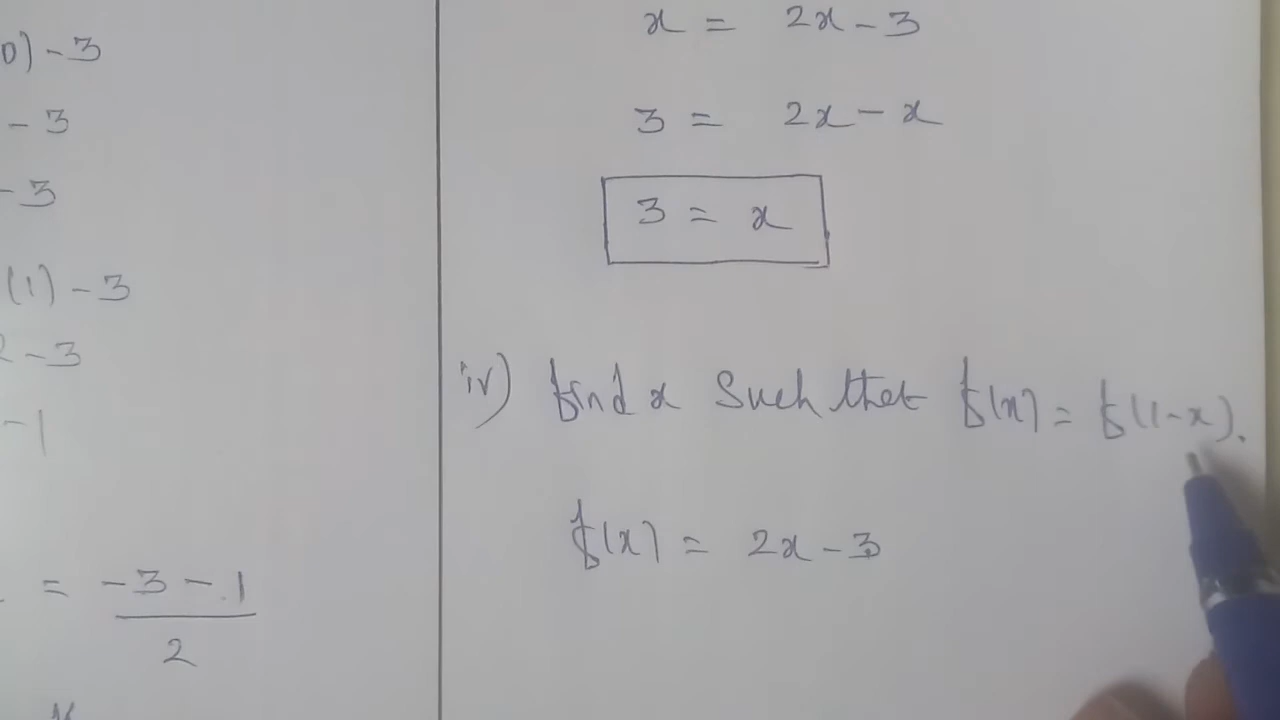 0) - 3
- 3
- 3
(1) - 3
2 - 3
- 1
= -3 - 1
2
x = 2x - 3
3 = 2x - x
3 = x
iv) find x such that f(x) = f(1-x).
f(x) = 2x - 3